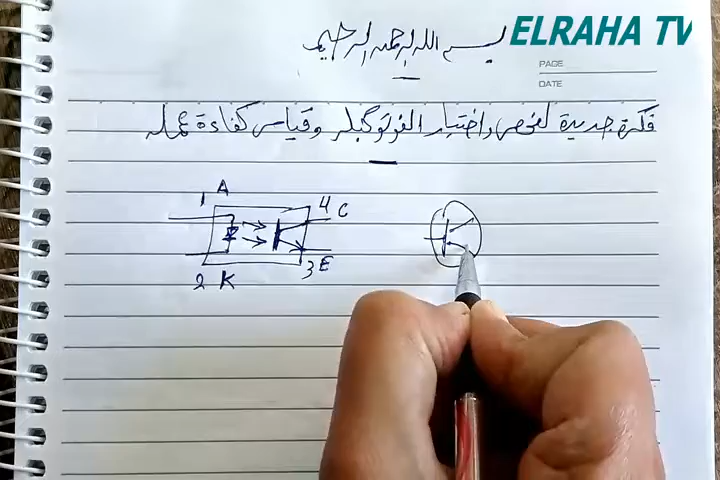 بسم الله الرحمن الرحيم
ELRAHA TV
PAGE
DATE
فكرة جديدة لفحص واختبار الفوتوكبلر وقياس كفاءة عمله
1 A
4 C
2 K
3 E